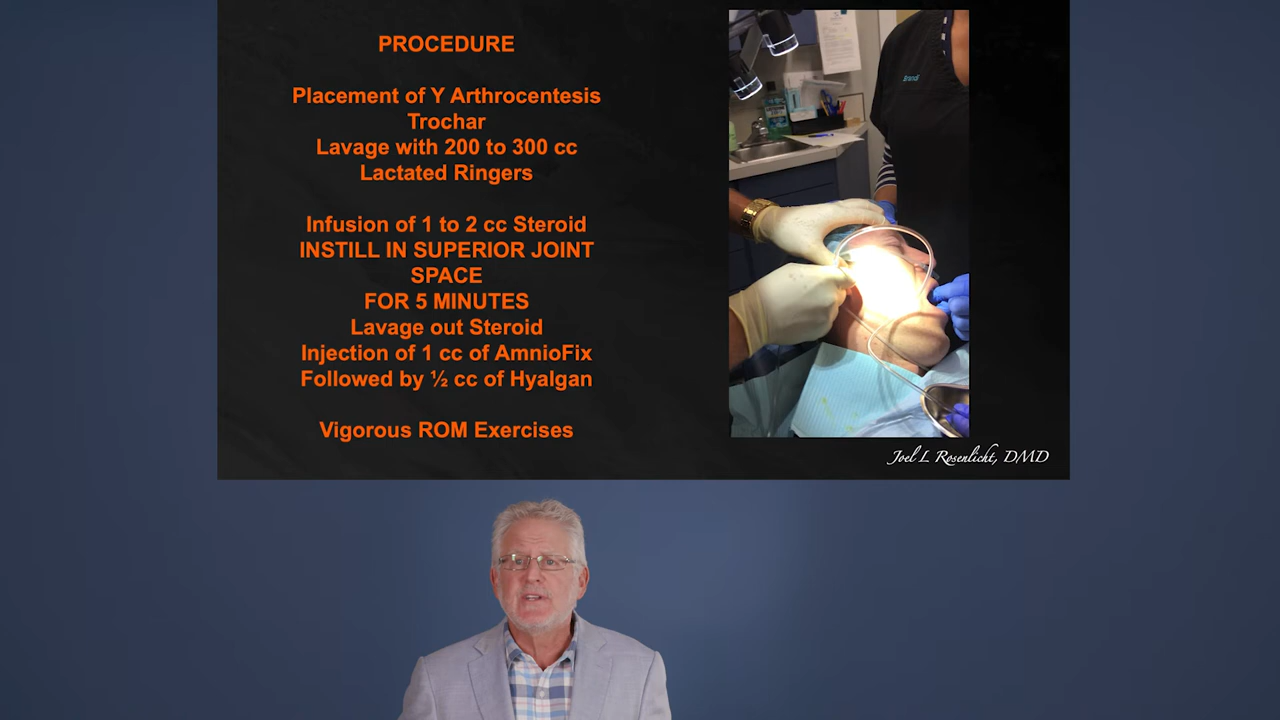 PROCEDURE
Placement of Y Arthrocentesis
Trochar
Lavage with 200 to 300 cc
Lactated Ringers
Infusion of 1 to 2 cc Steroid
INSTILL IN SUPERIOR JOINT
SPACE
FOR 5 MINUTES
Lavage out Steroid
Injection of 1 cc of AmnioFix
Followed by ½ cc of Hyalgan
Vigorous ROM Exercises
Brandi
Joel L Rosenlicht, DMD